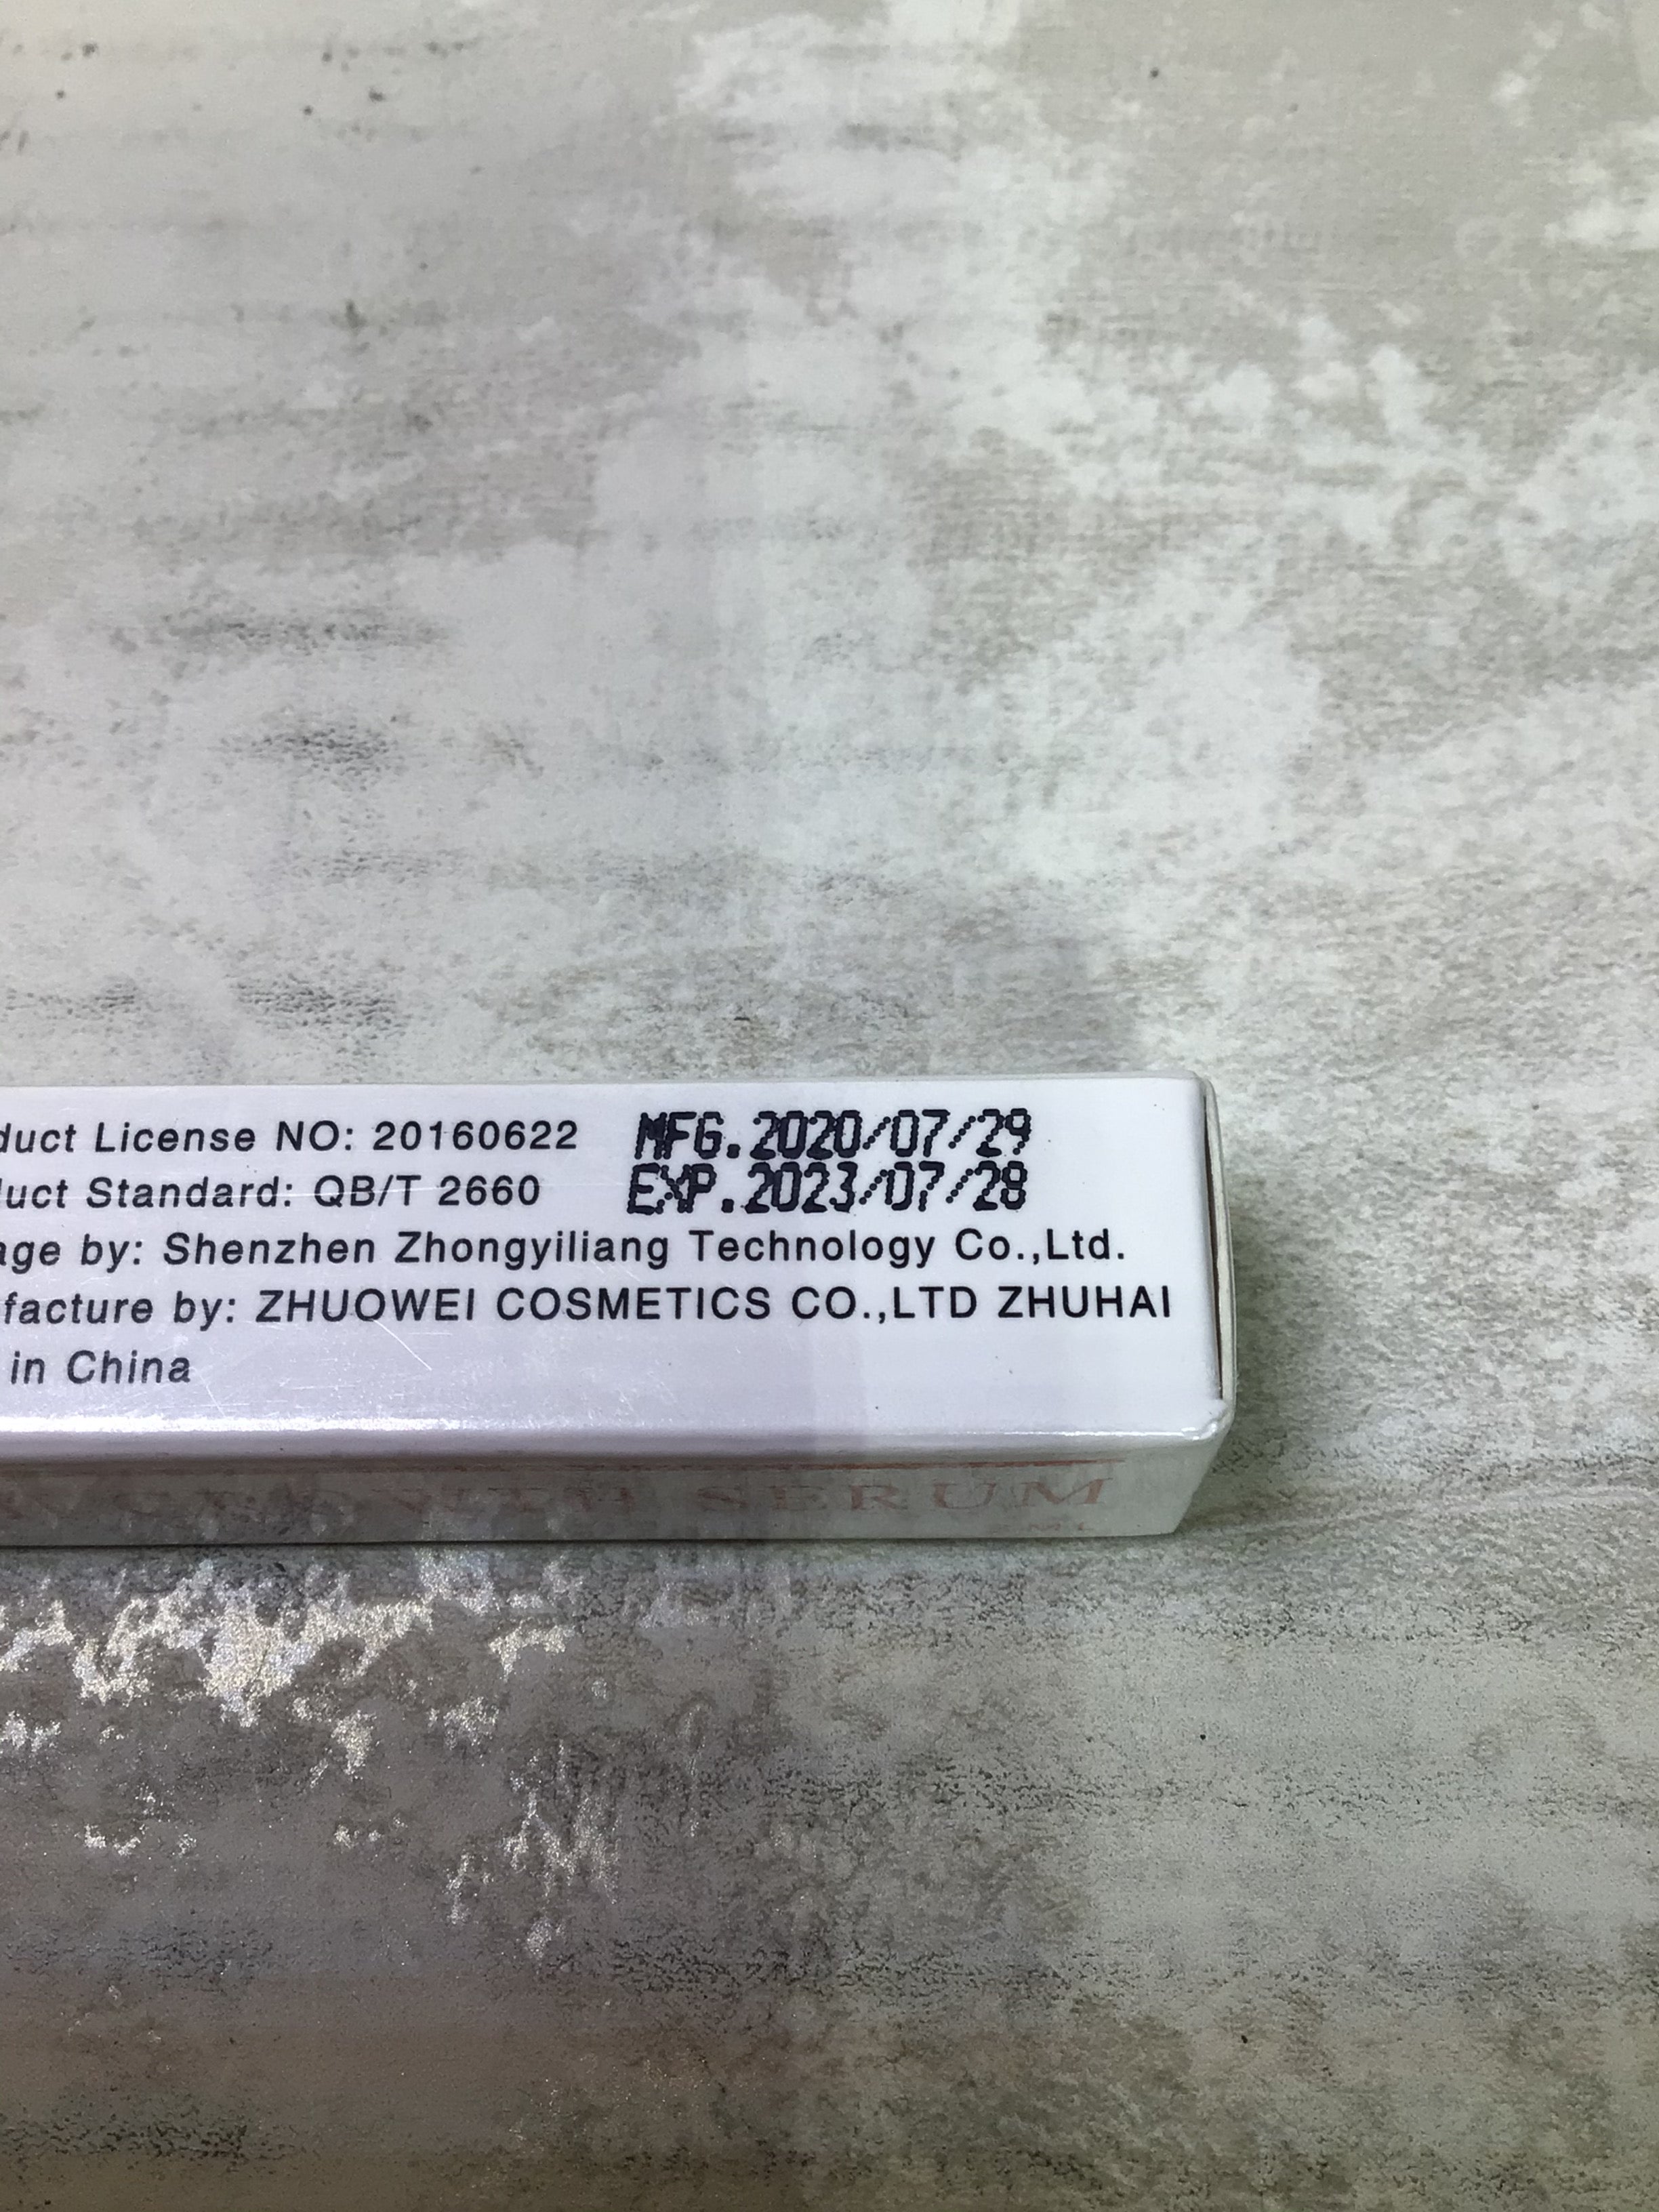 duct License NO: 20160622 MFG.2020/07/29
uct Standard: QB/T 2660 EXP.2023/07/28
age by: Shenzhen Zhongyiliang Technology Co.,Ltd.
facture by: ZHUOWEI COSMETICS CO.,LTD ZHUHAI
in China
SERUM